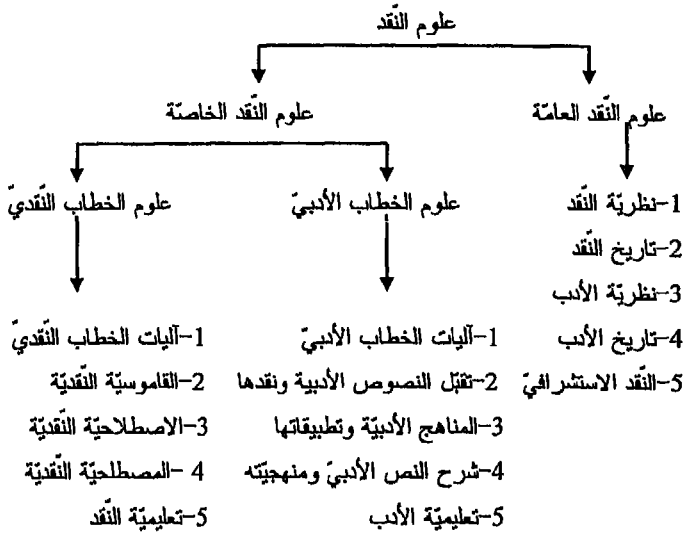 علوم النّقد
علوم النّقد العامّة
علوم النّقد الخاصّة
علوم الخطاب الأدبيّ
علوم الخطاب النّقديّ
1-نظريّة النّقد
2-تاريخ النّقد
3-نظريّة الأدب
4-تاريخ الأدب
5-النّقد الاستشرافيّ
1-آليات الخطاب الأدبيّ
2-تقبّل النصوص الأدبية ونقدها
3-المناهج الأدبيّة وتطبيقاتها
4-شرح النص الأدبيّ ومنهجيّته
5-تعليميّة الأدب
1-آليات الخطاب النّقديّ
2-القاموسيّة النّقديّة
3-الاصطلاحيّة النّقديّة
4 -المصطلحيّة النّقديّة
5-تعليميّة النّقد